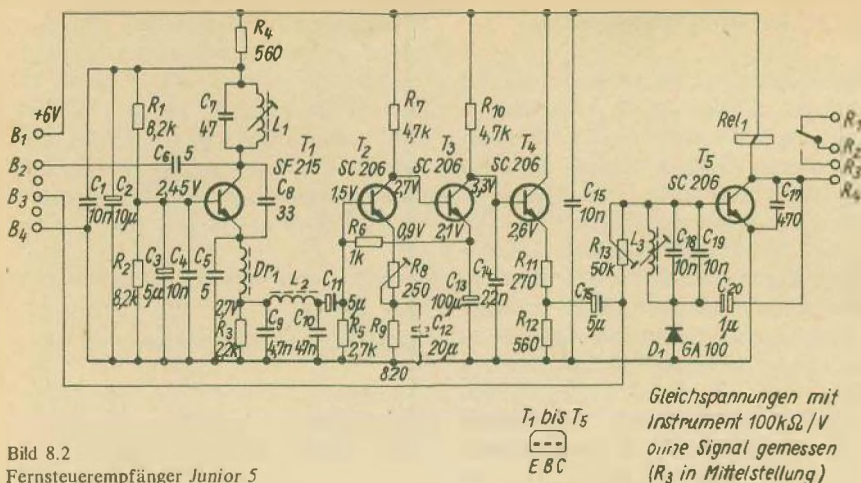 R4
560
+6V
B1
B2
B3
B4
R1
8,2k
C7
47
L1
C6 5
T1
SF 215
2,45V
C1
10n
C2
10µ
C8
33
R2
8,2k
C3
5µ
C4
10n
C5
5
Dr1
2,7V
R3
L2
C9
4,7n
C10
47n
C11
5µ
R5
2,7k
R6
1k
1,5V
T2
SC 206
R7
4,7k
2,7V
0,9V
R8
250
R9
820
C12
20µ
T3
SC 206
R10
4,7k
3,3V
2,1V
C13
100µ
C14
2,2n
T4
SC 206
2,6V
R11
270
R12
560
C15
10n
5µ
R13
50k
L3
C18
10n
C19
10n
C20
1µ
D1
GA 100
T5
SC 206
Rel1
470
R1
R2
R3
R4
T1 bis T5
E B C
Gleichspannungen mit
Instrument 100kΩ/V
ohne Signal gemessen
(R3 in Mittelstellung)
Bild 8.2
Fernsteuerempfänger Junior 5